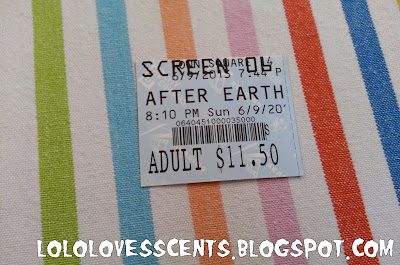 SCREEN 06
6/9/2013 7:44 P
AFTER EARTH
8:10 PM Sun 6/9/20
0640451000035000
ADULT $11.50
LOLOLOVESSCENTS.BLOGSPOT.COM